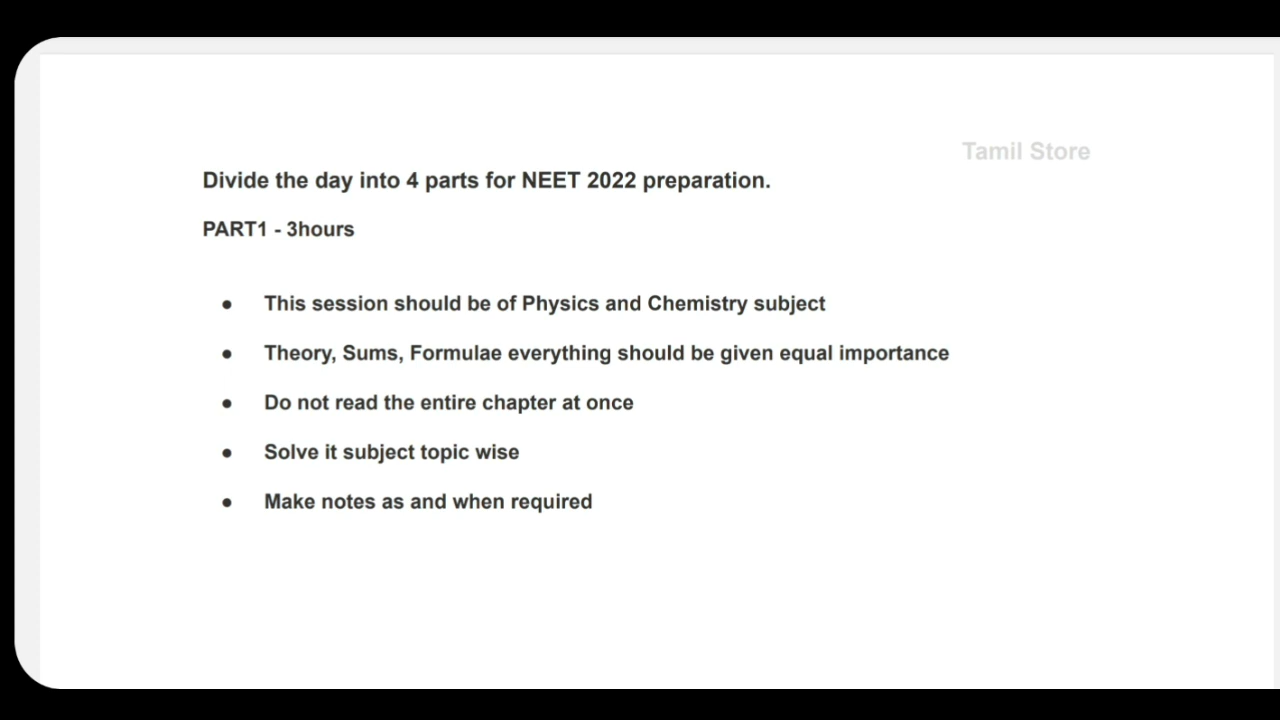 Tamil Store
Divide the day into 4 parts for NEET 2022 preparation.
PART1 - 3hours
● This session should be of Physics and Chemistry subject
● Theory, Sums, Formulae everything should be given equal importance
● Do not read the entire chapter at once
● Solve it subject topic wise
● Make notes as and when required